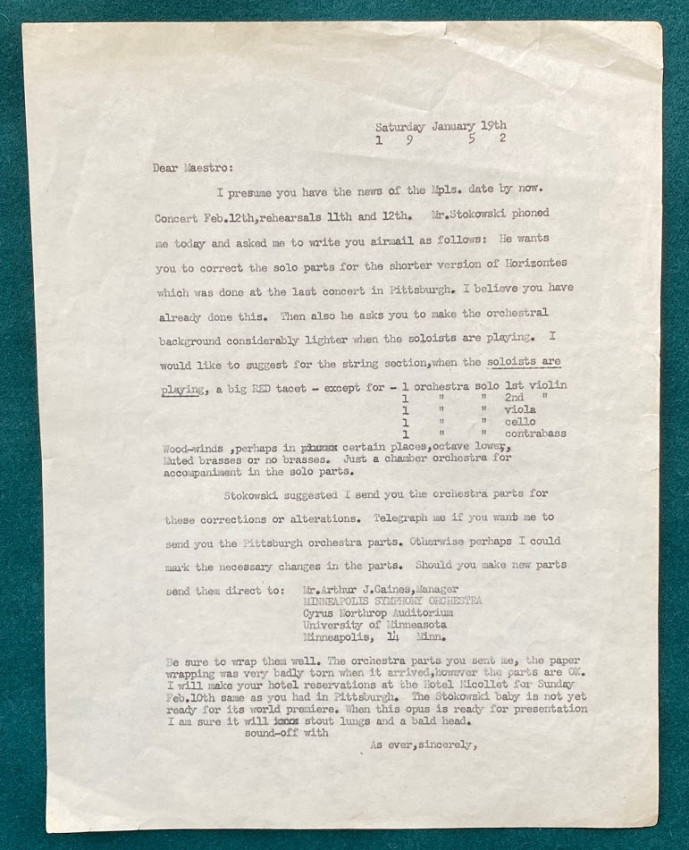 Saturday January 19th
1 9 5 2
Dear Maestro:
I presume you have the news of the Mpls. date by now.
Concert Feb.12th,rehearsals 11th and 12th. Mr.Stokowski phoned
me today and asked me to write you airmail as follows: He wants
you to correct the solo parts for the shorter version of Horizontes
which was done at the last concert in Pittsburgh. I believe you have
already done this. Then also he asks you to make the orchestral
background considerably lighter when the soloists are playing. I
would like to suggest for the string section,when the soloists are
playing, a big RED tacet - except for - 1 orchestra solo 1st violin
1 " " 2nd "
1 " " viola
1 " " cello
1 " " contrabass
Wood-winds ,perhaps in certain places,octave lower,
Muted brasses or no brasses. Just a chamber orchestra for
accompaniment in the solo parts.
Stokowski suggested I send you the orchestra parts for
these corrections or alterations. Telegraph me if you want me to
send you the Pittsburgh orchestra parts. Otherwise perhaps I could
mark the necessary changes in the parts. Should you make new parts
send them direct to: Mr.Arthur J.Gaines,Manager
MINNEAPOLIS SYMPHONY ORCHESTRA
Cyrus Northrop Auditorium
University of Minneasota
Minneapolis, 14 Minn.
Be sure to wrap them well. The orchestra parts you sent me, the paper
wrapping was very badly torn when it arrived,however the parts are OK.
I will make your hotel reservations at the Hotel Nicollet for Sunday
Feb.10th same as you had in Pittsburgh. The Stokowski baby is not yet
ready for its world premiere. When this opus is ready for presentation
I am sure it will stout lungs and a bald head.
sound-off with
As ever,sincerely,